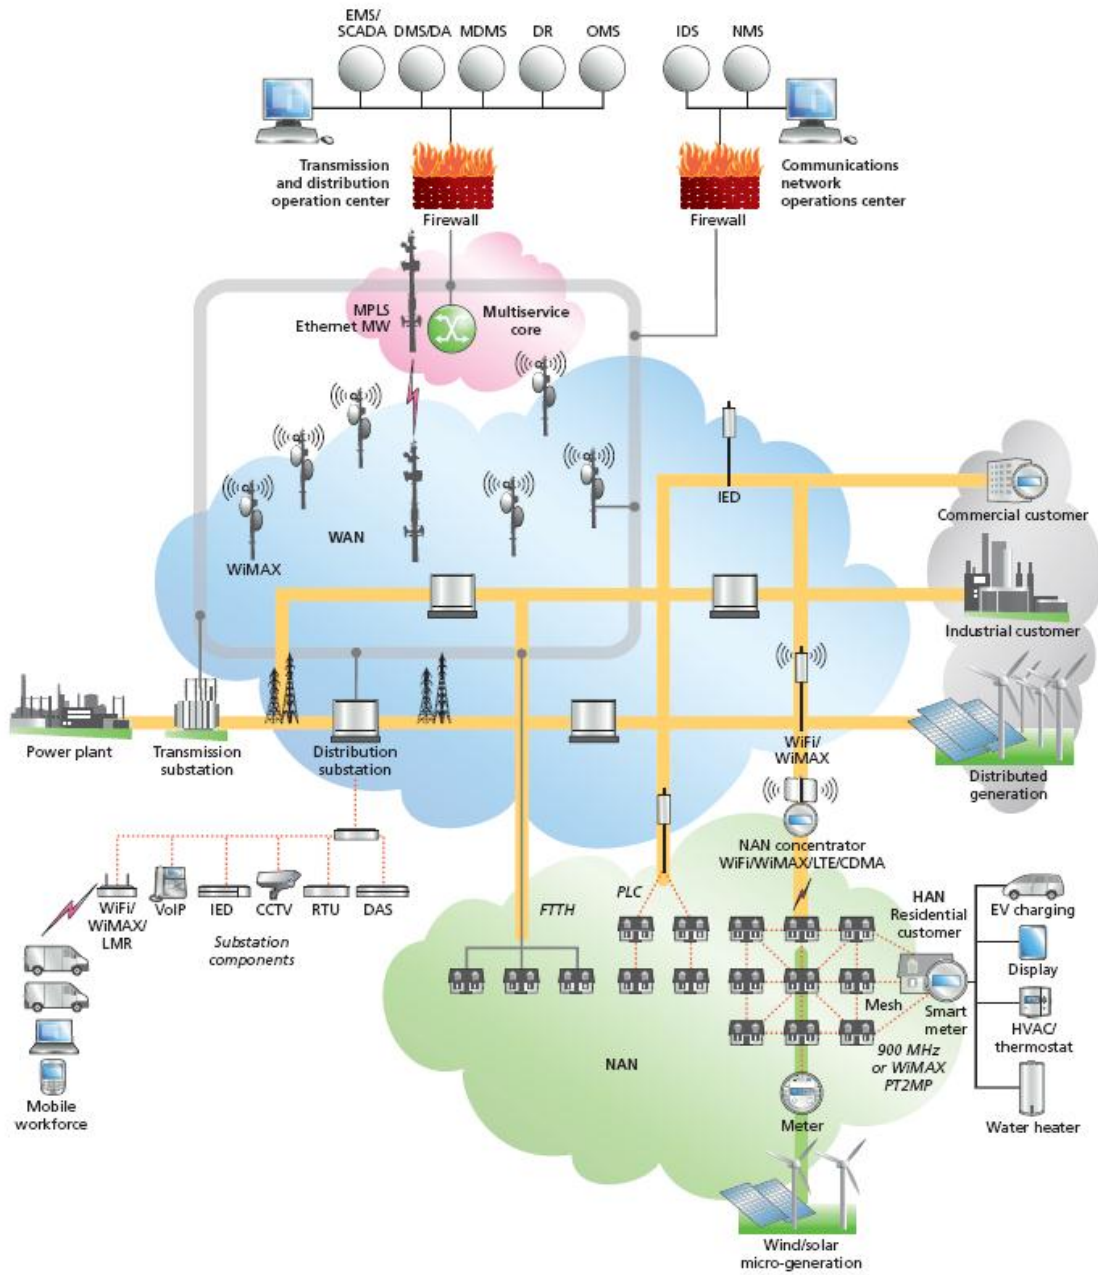 EMS/
SCADA DMS/DA MDMS DR OMS IDS NMS
Transmission
and distribution
operation center
Firewall
Communications
network
operations center
Firewall
MPLS
Ethernet MW
Multiservice
core
WAN
WiMAX
IED
Commercial customer
Industrial customer
Power plant
Transmission
substation
Distribution
substation
WiFi/
WiMAX
Distributed
generation
NAN concentrator
WiFi/WiMAX/LTE/CDMA
WiFi/
WiMAX/
LMR
VoIP IED CCTV RTU DAS
Substation
components
FTTH
PLC
HAN
Residential
customer
EV charging
Display
Mesh
Smart
meter
HVAC/
thermostat
900 MHz
or WiMAX
PT2MP
NAN
Mobile
workforce
Meter
Water heater
Wind/solar
micro-generation